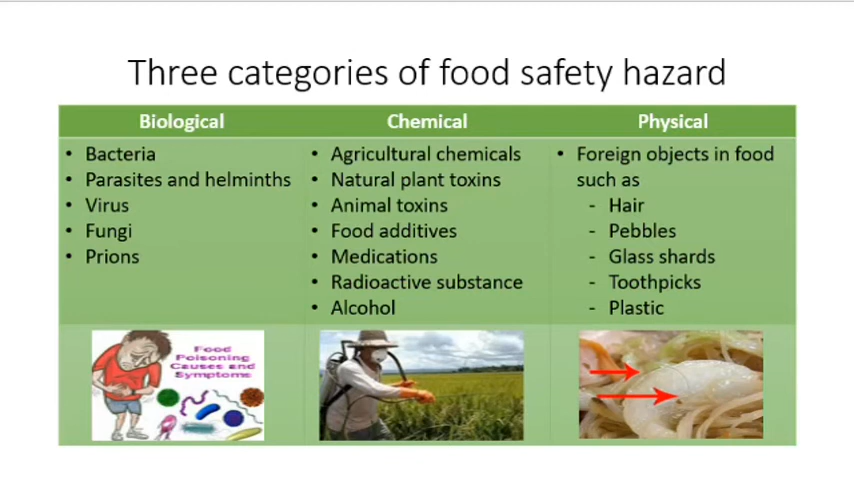 Three categories of food safety hazard
Biological
Chemical
Physical
• Bacteria
• Parasites and helminths
• Virus
• Fungi
• Prions
• Agricultural chemicals
• Natural plant toxins
• Animal toxins
• Food additives
• Medications
• Radioactive substance
• Alcohol
• Foreign objects in food
such as
- Hair
- Pebbles
- Glass shards
- Toothpicks
- Plastic
Food
Poisoning
Causes and
Symptoms